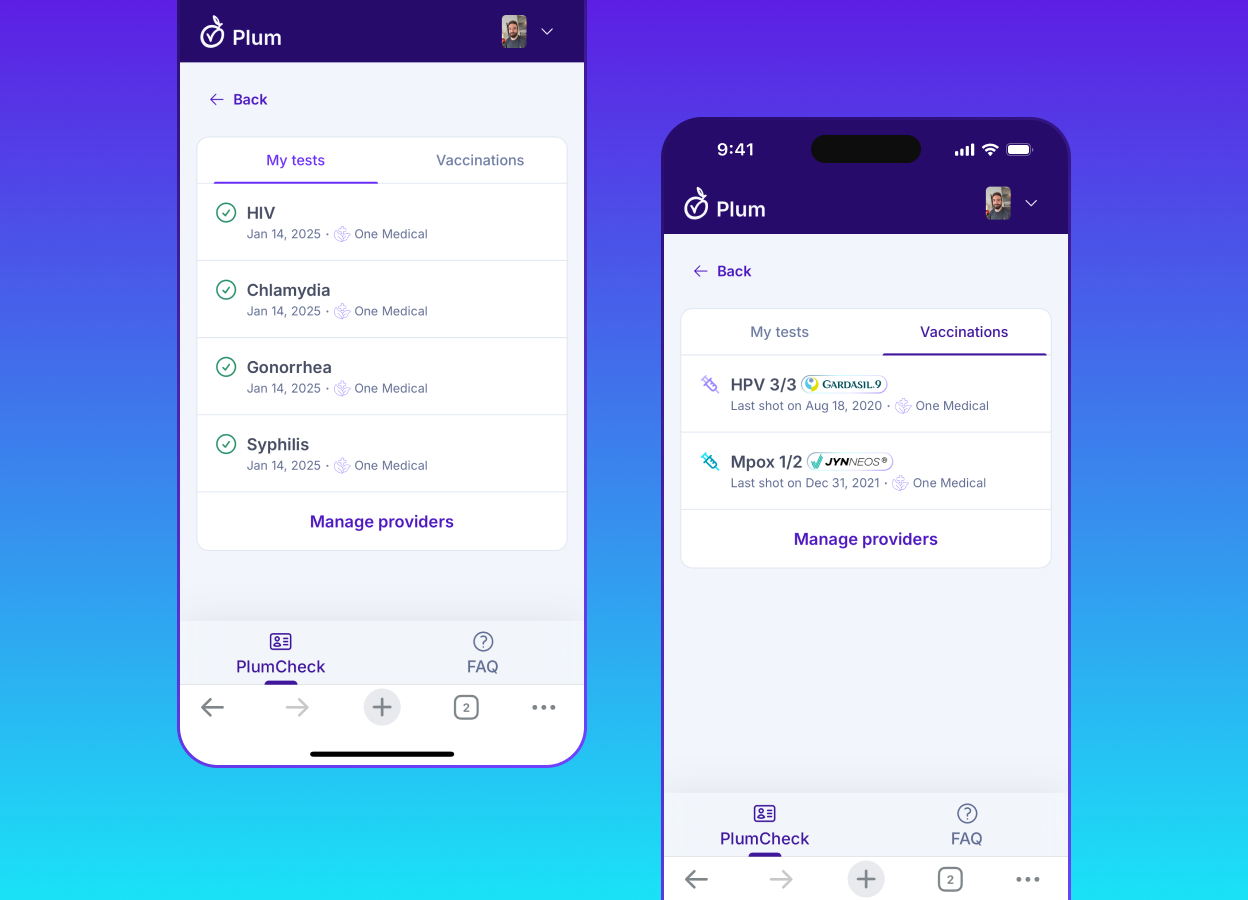 Plum
Back
My tests
Vaccinations
HIV
Jan 14, 2025 · One Medical
Chlamydia
Jan 14, 2025 · One Medical
Gonorrhea
Jan 14, 2025 · One Medical
Syphilis
Jan 14, 2025 · One Medical
Manage providers
PlumCheck
FAQ
2
9:41
Plum
Back
My tests
Vaccinations
HPV 3/3 GARDASIL.9
Last shot on Aug 18, 2020 · One Medical
Mpox 1/2 JYNNEOS®
Last shot on Dec 31, 2021 · One Medical
Manage providers
PlumCheck
FAQ
2